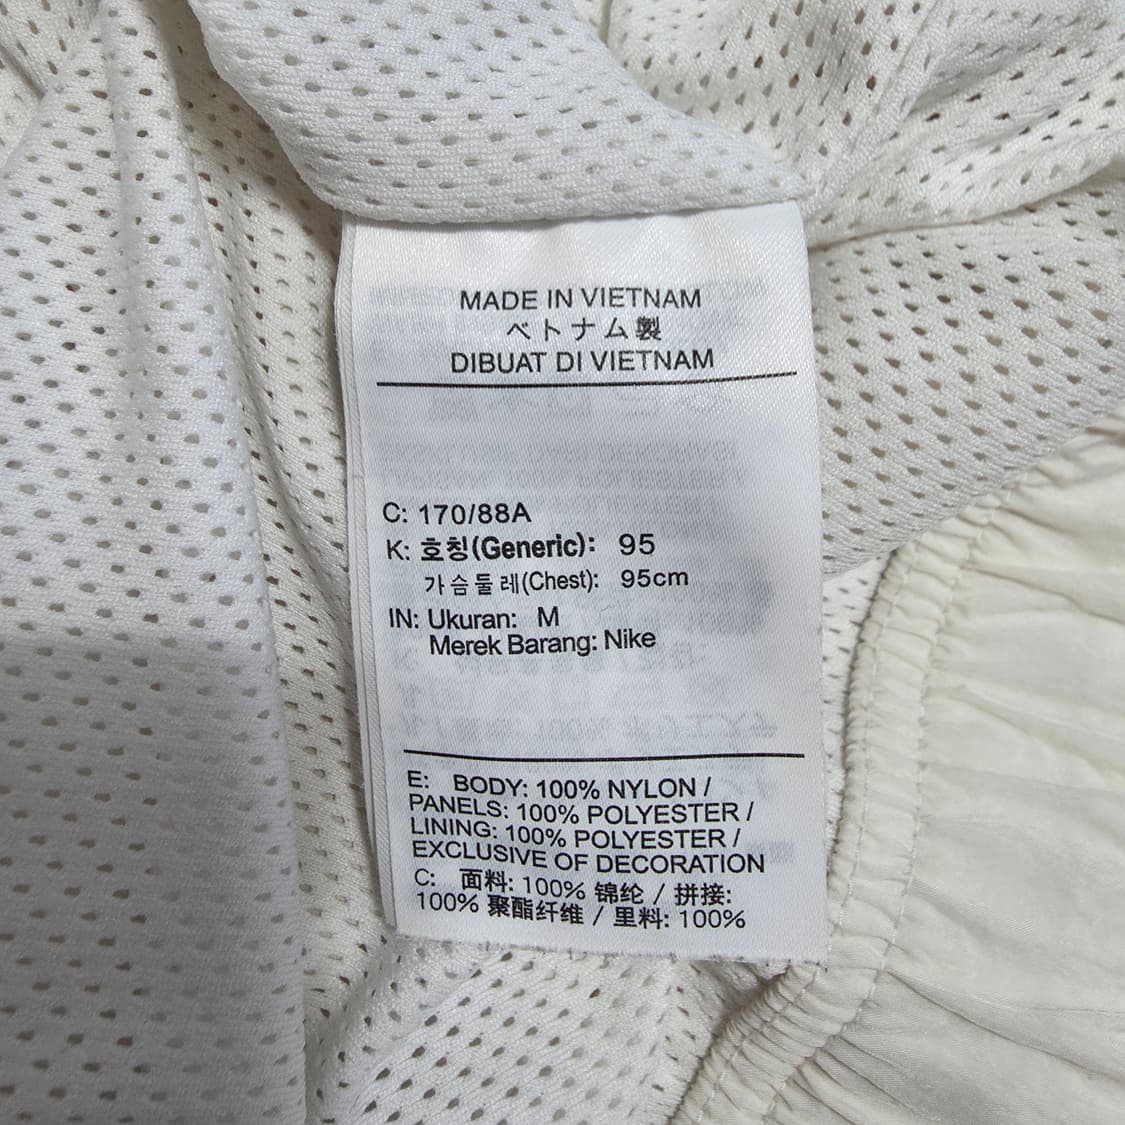 MADE IN VIETNAM
ベトナム製
DIBUAT DI VIETNAM
C: 170/88A
K: 호칭(Generic): 95
가슴둘레(Chest): 95cm
IN: Ukuran: M
Merek Barang: Nike
E: BODY: 100% NYLON /
PANELS: 100% POLYESTER /
LINING: 100% POLYESTER /
EXCLUSIVE OF DECORATION
C: 面料: 100% 锦纶 / 拼接:
100% 聚酯纤维 / 里料: 100%